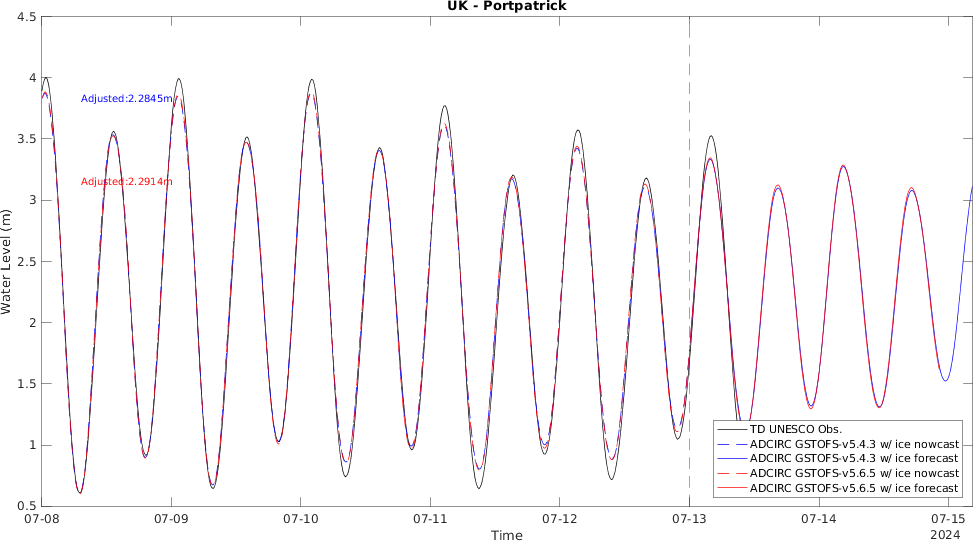 UK - Portpatrick
4.5
4
3.5
3
2.5
2
1.5
1
0.5
Water Level (m)
Adjusted:2.2845m
Adjusted:2.2914m
TD UNESCO Obs.
ADCIRC GSTOFS-v5.4.3 w/ ice nowcast
ADCIRC GSTOFS-v5.4.3 w/ ice forecast
ADCIRC GSTOFS-v5.6.5 w/ ice nowcast
ADCIRC GSTOFS-v5.6.5 w/ ice forecast
07-08 07-09 07-10 07-11 07-12 07-13 07-14 07-15
Time
2024